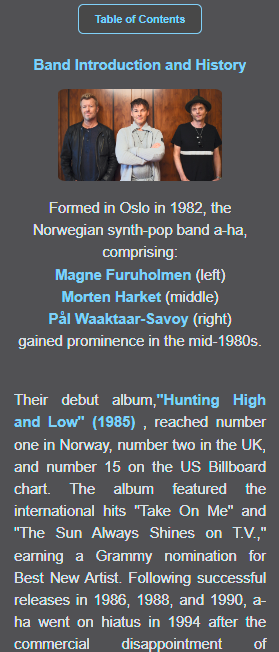 Table of Contents
Band Introduction and History
Formed in Oslo in 1982, the
Norwegian synth-pop band a-ha,
comprising:
Magne Furuholmen (left)
Morten Harket (middle)
Pål Waaktaar-Savoy (right)
gained prominence in the mid-1980s.
Their debut album,"Hunting High
and Low" (1985) , reached number
one in Norway, number two in the UK,
and number 15 on the US Billboard
chart. The album featured the
international hits "Take On Me" and
"The Sun Always Shines on T.V.,"
earning a Grammy nomination for
Best New Artist. Following successful
releases in 1986, 1988, and 1990, a-
ha went on hiatus in 1994 after the
commercial disappointment of